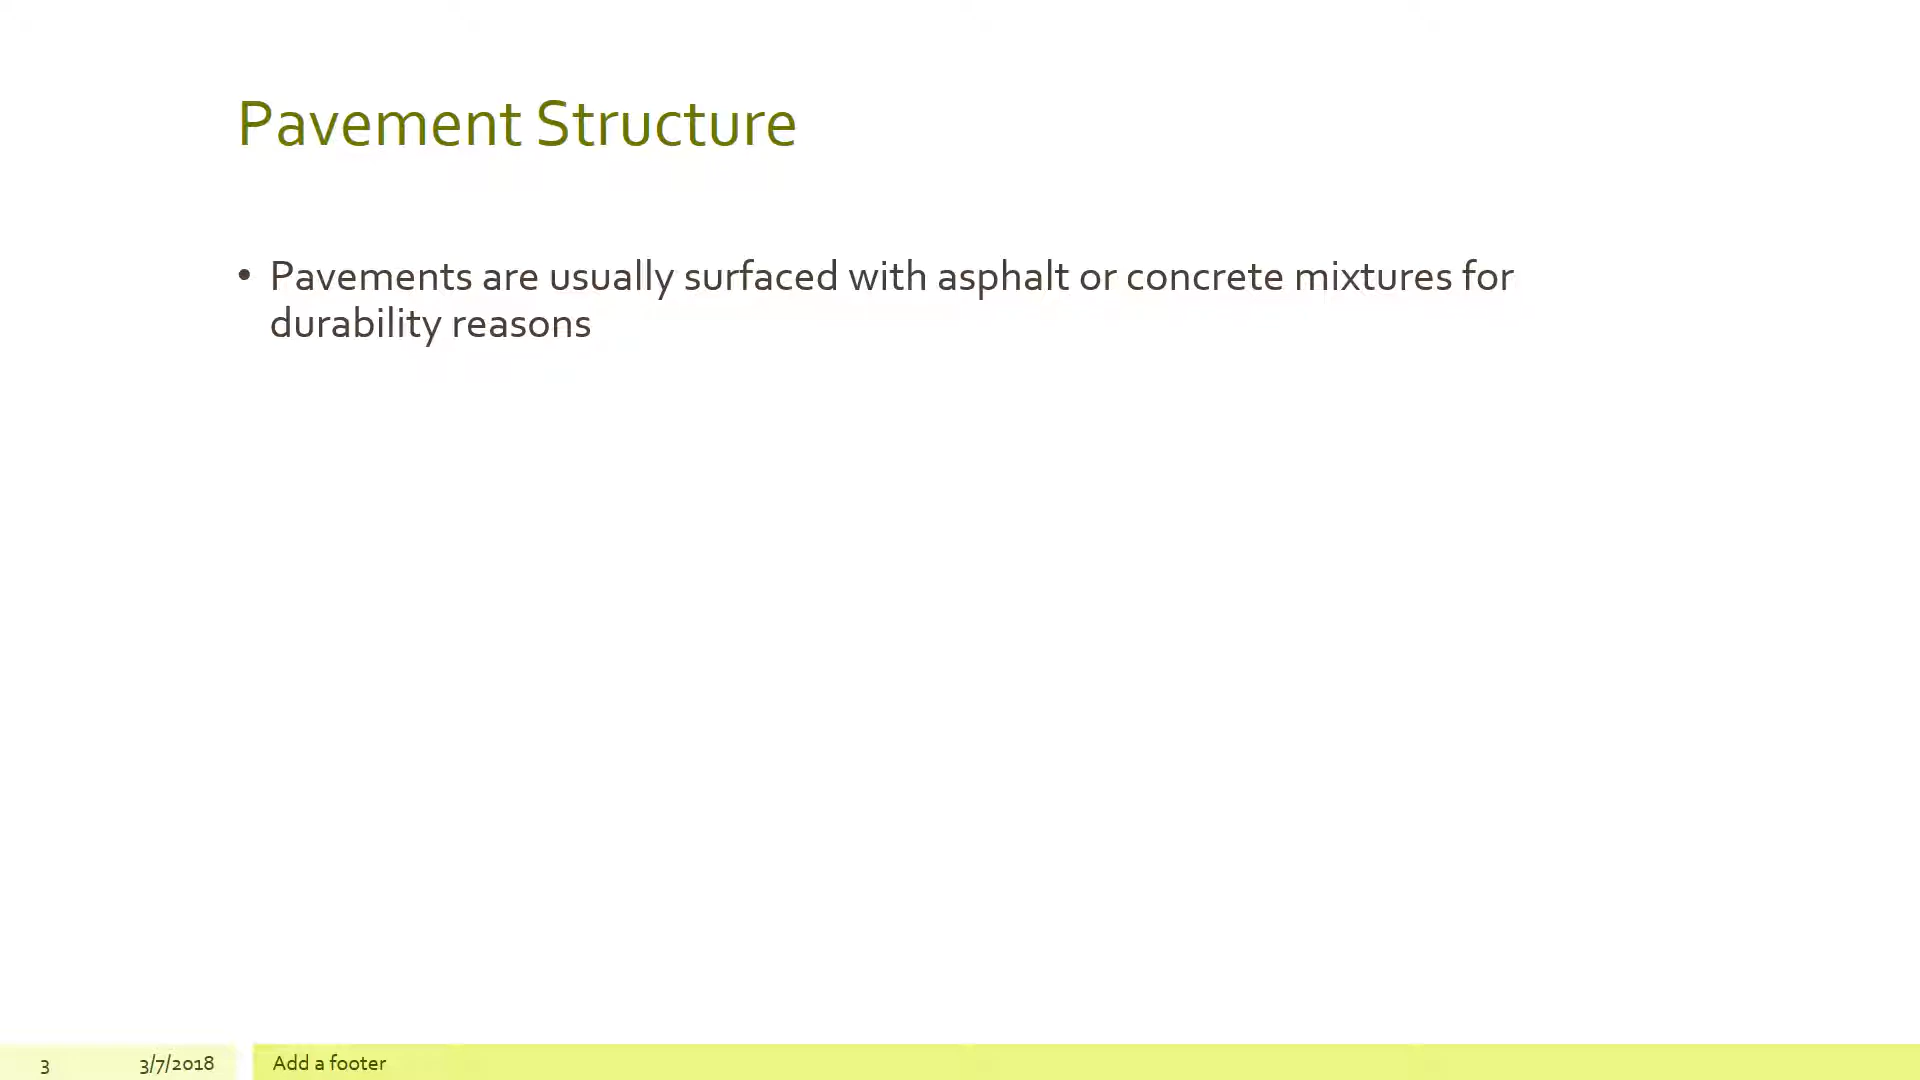 Pavement Structure
• Pavements are usually surfaced with asphalt or concrete mixtures for
durability reasons
3 3/7/2018 Add a footer